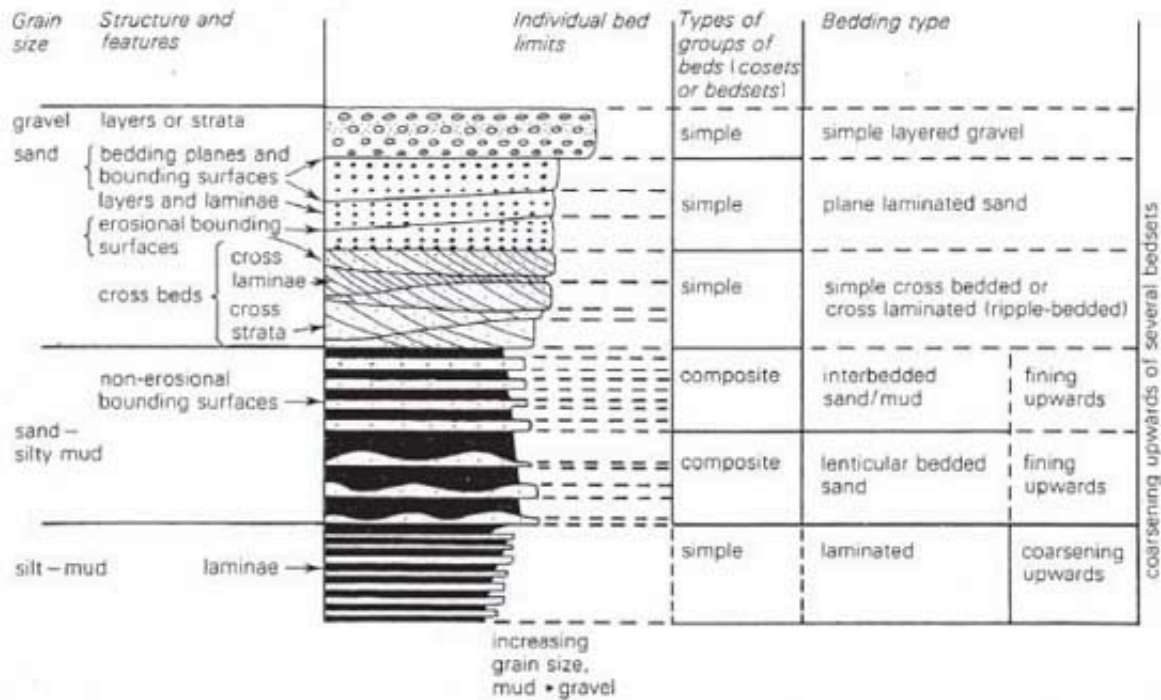 Grain size
Structure and features
Individual bed limits
Types of groups of beds (cosets or bedsets)
Bedding type
gravel
layers or strata
simple
simple layered gravel
sand
bedding planes and
bounding surfaces
layers and laminae
erosional bounding
surfaces
simple
plane laminated sand
cross beds
cross
laminae
cross
strata
simple
simple cross bedded or
cross laminated (ripple-bedded)
non-erosional
bounding surfaces
composite
interbedded
sand/mud
fining
upwards
sand –
silty mud
composite
lenticular bedded
sand
fining
upwards
silt – mud
laminae
simple
laminated
coarsening
upwards
increasing
grain size,
mud ▸ gravel
coarsening upwards of several bedsets